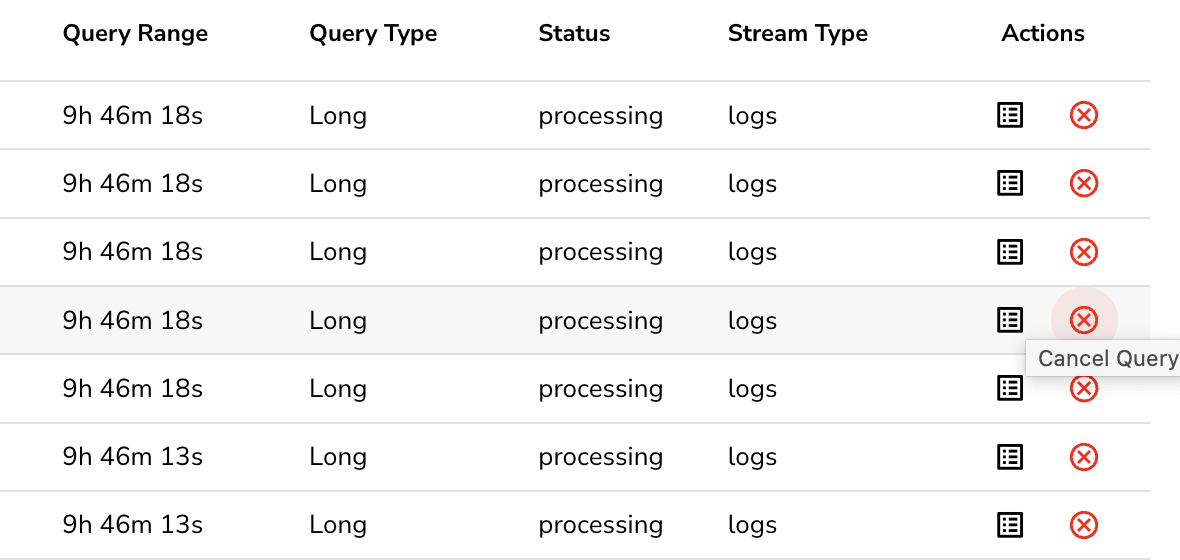 Query Range Query Type Status Stream Type Actions
9h 46m 18s Long processing logs
9h 46m 18s Long processing logs
9h 46m 18s Long processing logs
9h 46m 18s Long processing logs
Cancel Query
9h 46m 18s Long processing logs
9h 46m 13s Long processing logs
9h 46m 13s Long processing logs